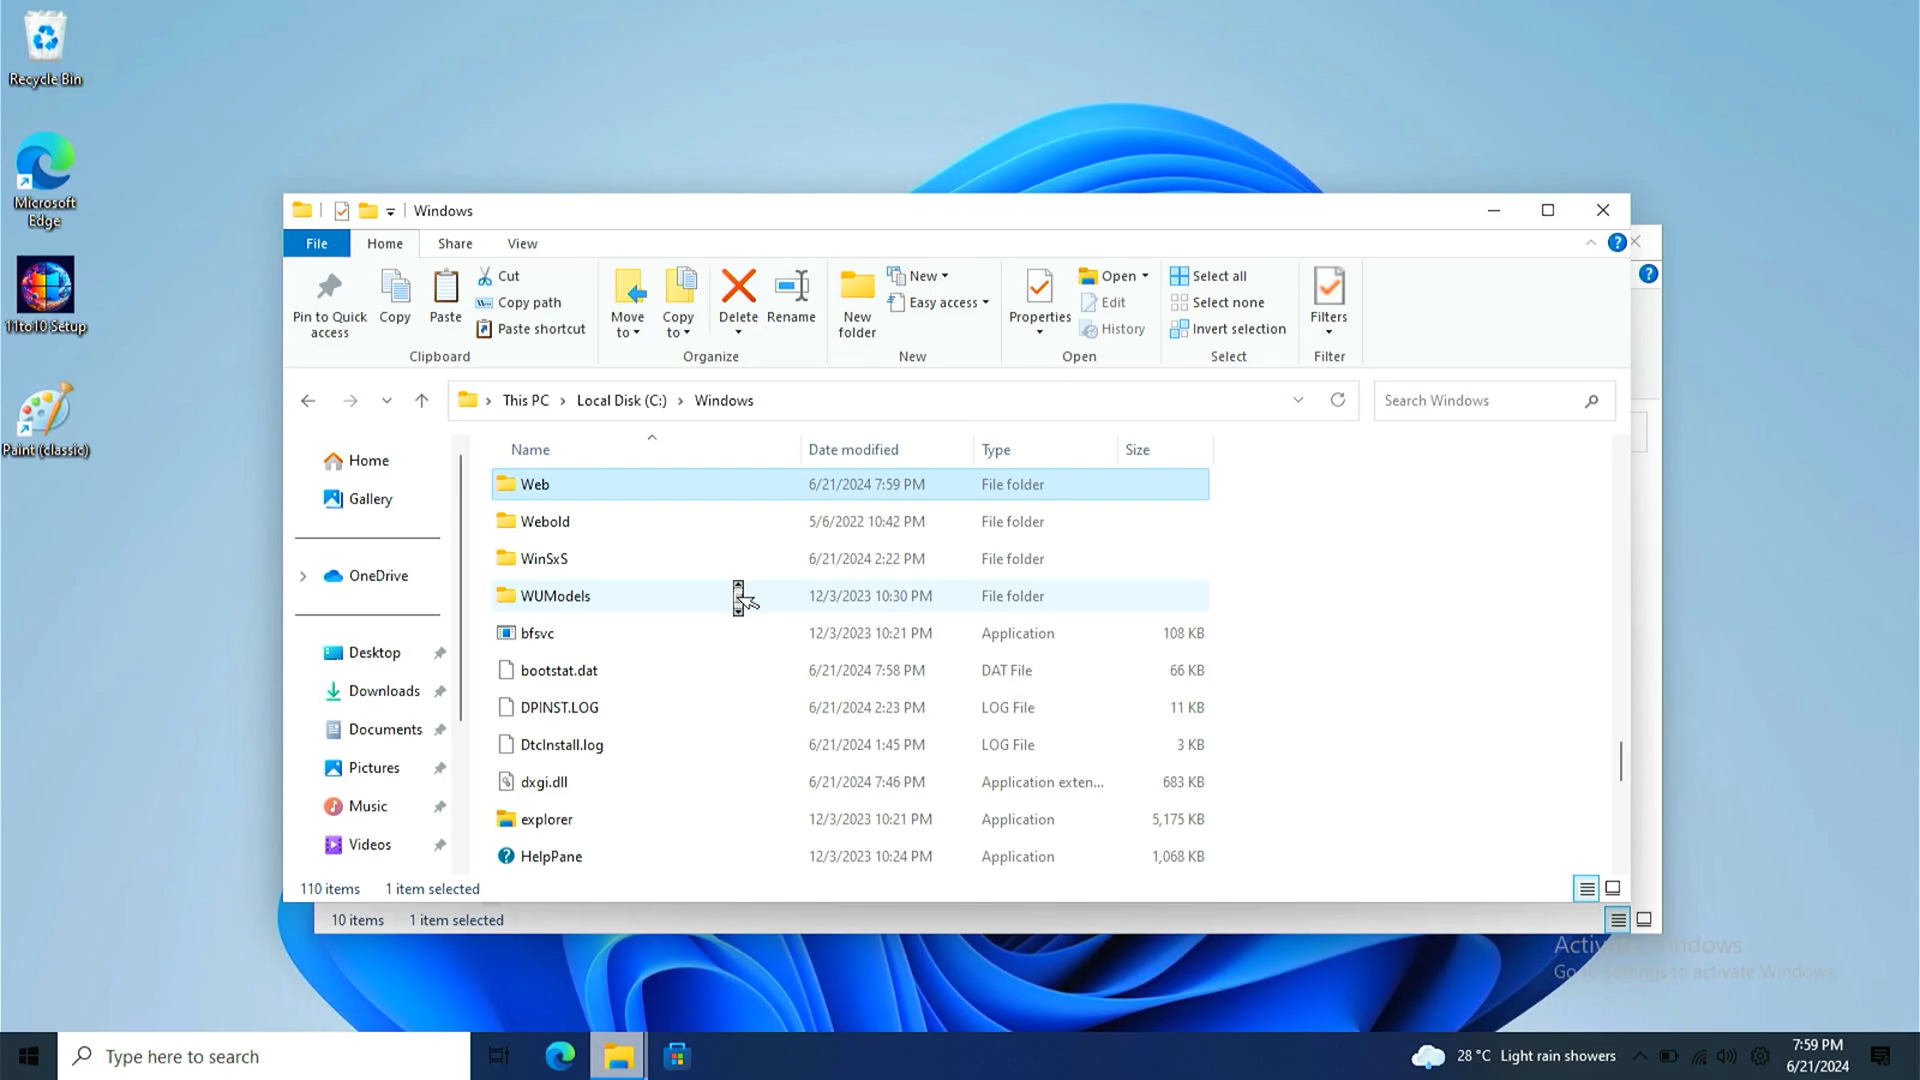 Recycle Bin
Microsoft
Edge
11to10 Setup
Paint (classic)
Windows
File
Home
Share
View
Pin to Quick
access
Copy
Paste
Cut
Copy path
Paste shortcut
Clipboard
Move
to
Copy
to
Delete
Rename
Organize
New
folder
New
Easy access
New
Properties
Open
Edit
History
Open
Select all
Select none
Invert selection
Select
Filters
Filter
This PC > Local Disk (C:) > Windows
Search Windows
Home
Gallery
OneDrive
Desktop
Downloads
Documents
Pictures
Music
Videos
Name Date modified Type Size
Web 6/21/2024 7:59 PM File folder
Webold 5/6/2022 10:42 PM File folder
WinSxS 6/21/2024 2:22 PM File folder
WUModels 12/3/2023 10:30 PM File folder
bfsvc 12/3/2023 10:21 PM Application 108 KB
bootstat.dat 6/21/2024 7:58 PM DAT File 66 KB
DPINST.LOG 6/21/2024 2:23 PM LOG File 11 KB
DtcInstall.log 6/21/2024 1:45 PM LOG File 3 KB
dxgi.dll 6/21/2024 7:46 PM Application exten... 683 KB
explorer 12/3/2023 10:21 PM Application 5,175 KB
HelpPane 12/3/2023 10:24 PM Application 1,068 KB
110 items 1 item selected
10 items 1 item selected
Settings to activate Windows.
Type here to search
28°C Light rain showers
7:59 PM
6/21/2024